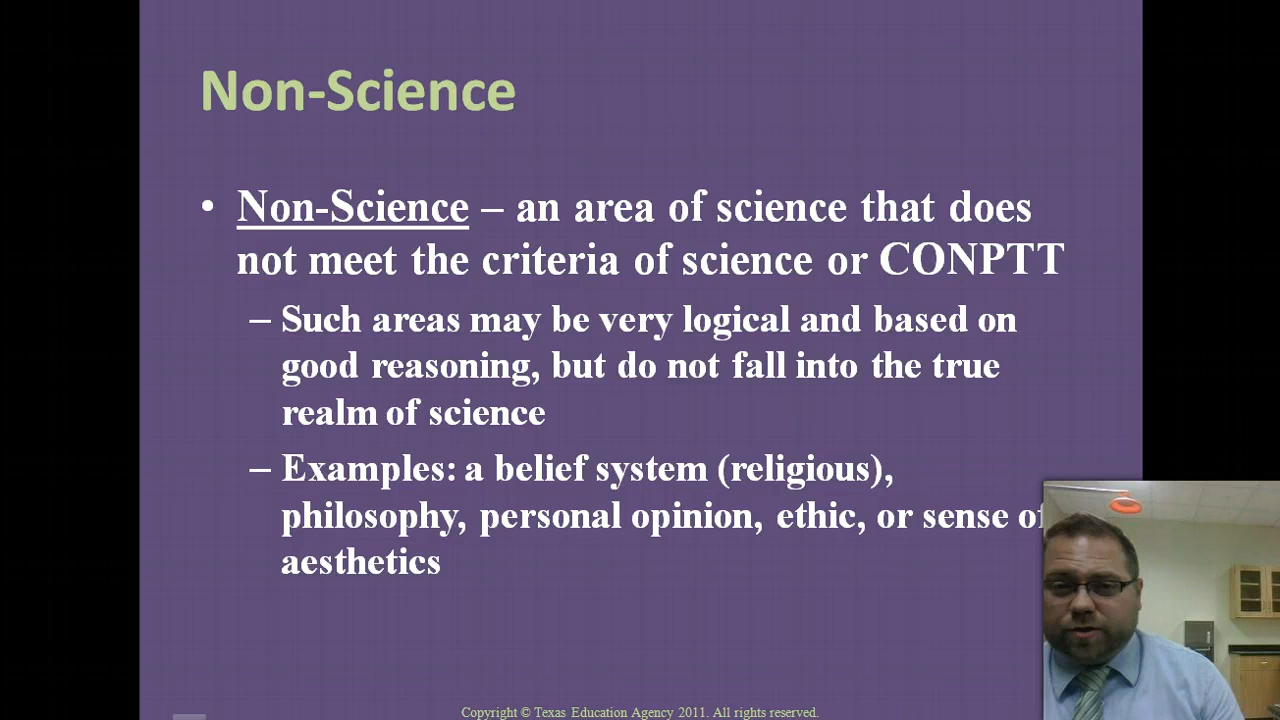 Non-Science
• Non-Science – an area of science that does
not meet the criteria of science or CONPTT
– Such areas may be very logical and based on
good reasoning, but do not fall into the true
realm of science
– Examples: a belief system (religious),
philosophy, personal opinion, ethic, or sense of
aesthetics
Copyright © Texas Education Agency 2011. All rights reserved.